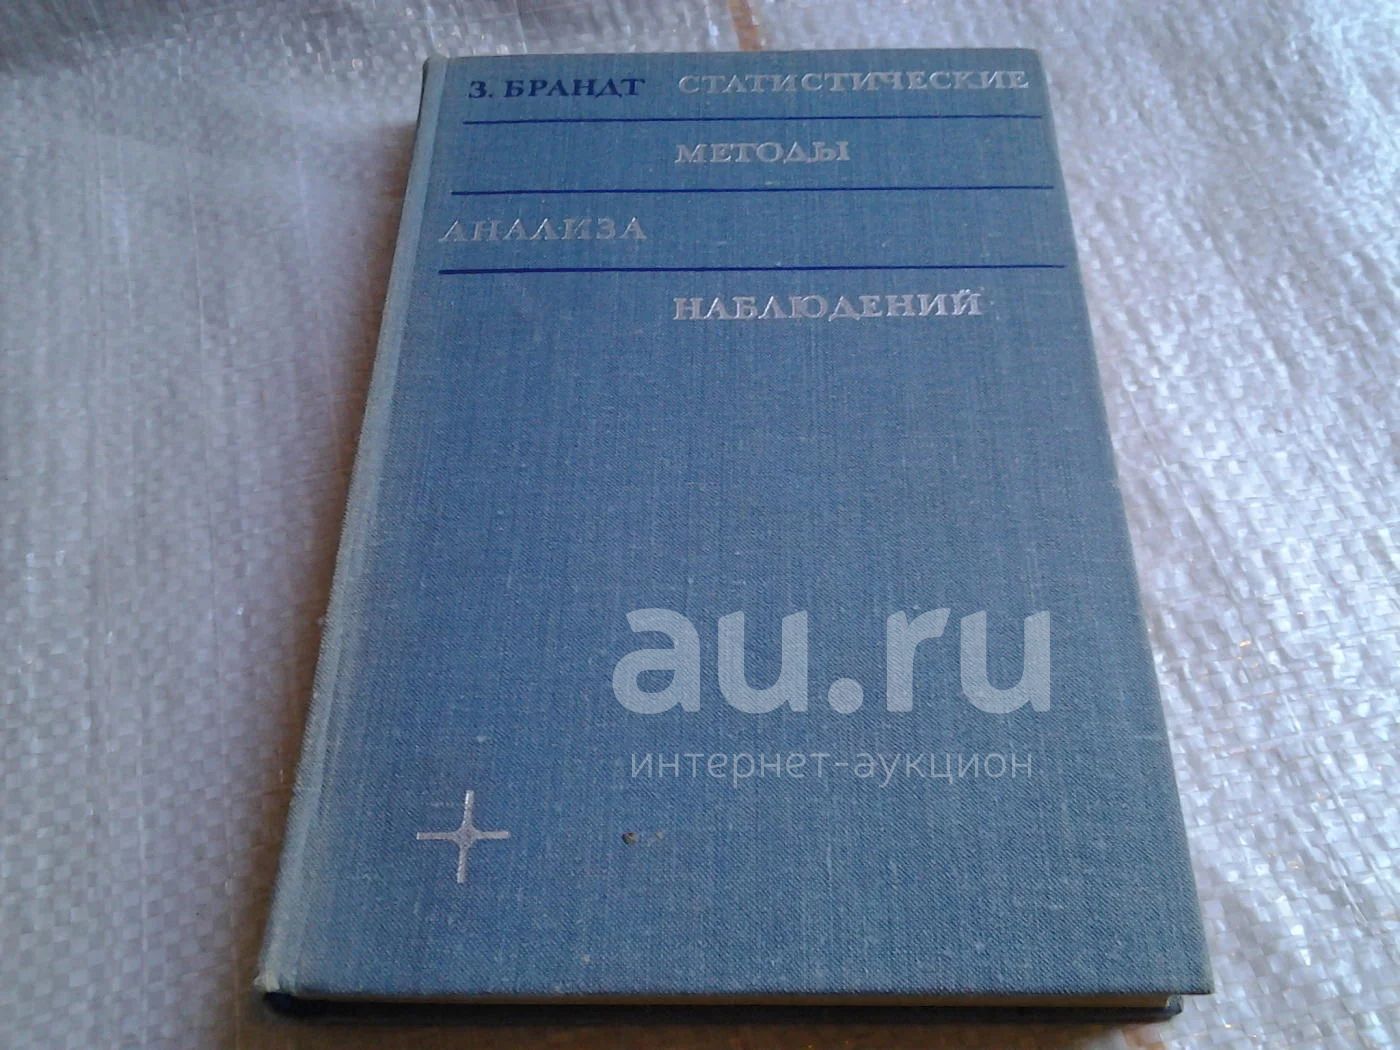 З. БРАНДТ СТАТИСТИЧЕСКИЕ
МЕТОДЫ
АНАЛИЗА
НАБЛЮДЕНИЙ
au.ru
интернет-аукцион